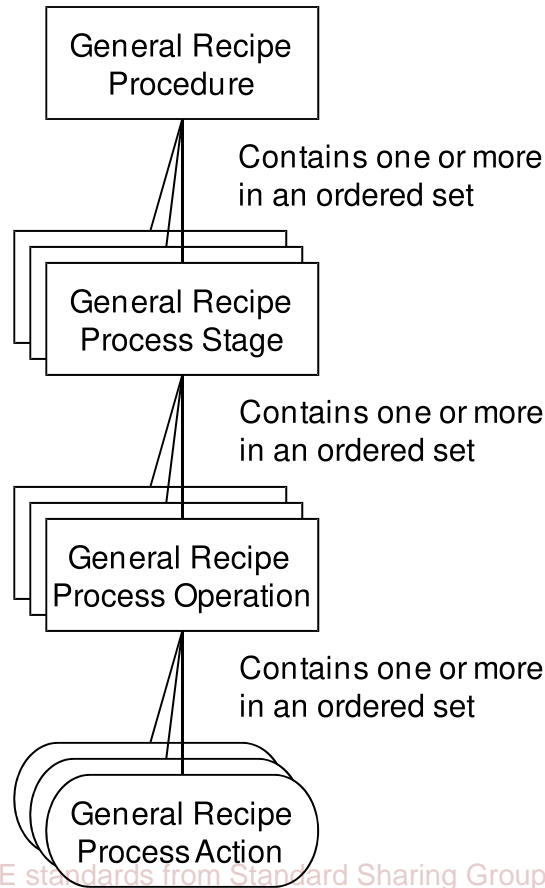 General Recipe
Procedure
Contains one or more
in an ordered set
General Recipe
Process Stage
Contains one or more
in an ordered set
General Recipe
Process Operation
Contains one or more
in an ordered set
General Recipe
Process Action
E standards from Standard Sharing Group